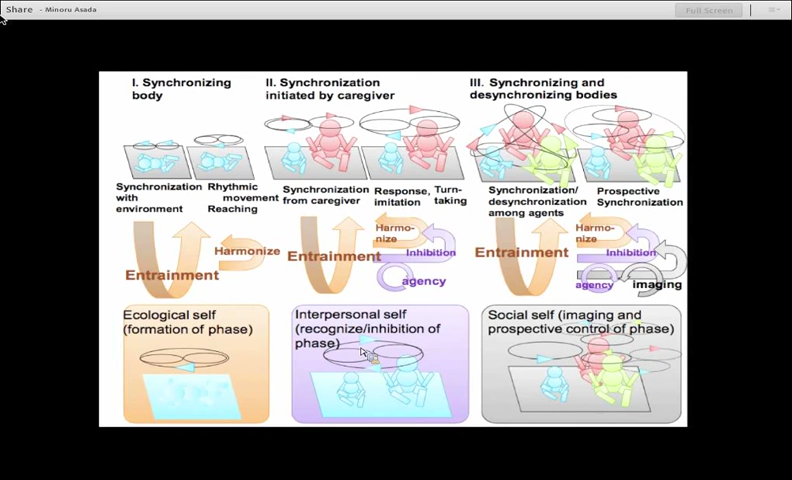 Share - Minoru Asada
Full Screen
I. Synchronizing
body
II. Synchronization
initiated by caregiver
III. Synchronizing and
desynchronizing bodies
Synchronization
with
environment
Rhythmic
movement
Reaching
Synchronization
from caregiver
Response,
imitation
Turn-
taking
Synchronization/
desynchronization
among agents
Prospective
Synchronization
Entrainment
Harmonize
Entrainment
Harmo-
nize
Inhibition
agency
Entrainment
Harmo-
nize
Inhibition
agency
imaging
Ecological self
(formation of phase)
Interpersonal self
(recognize/inhibition of
phase)
Social self (imaging and
prospective control of phase)